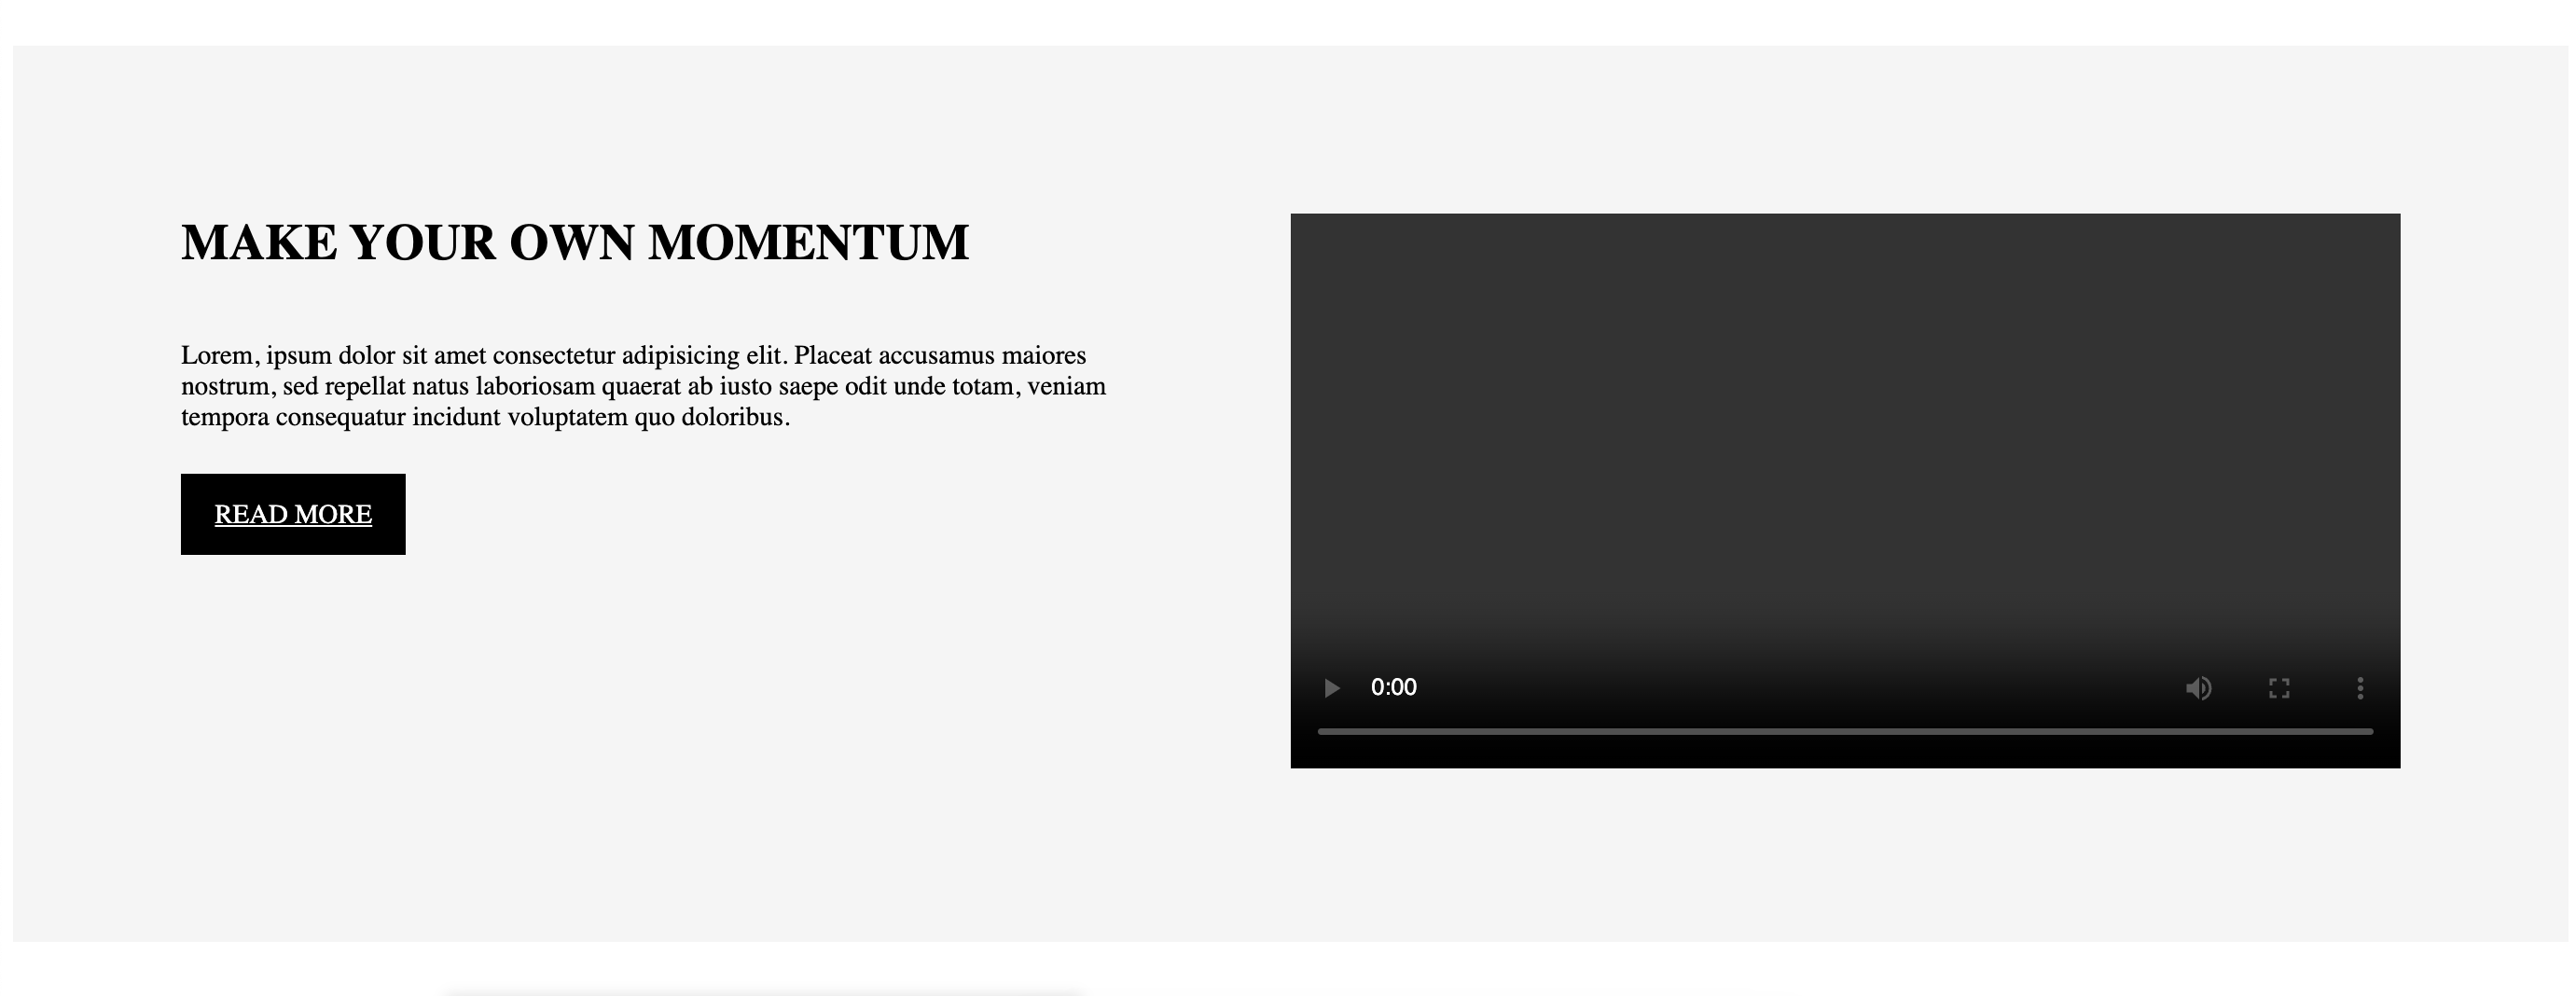 MAKE YOUR OWN MOMENTUM
Lorem, ipsum dolor sit amet consectetur adipisicing elit. Placeat accusamus maiores
nostrum, sed repellat natus laboriosam quaerat ab iusto saepe odit unde totam, veniam
tempora consequatur incidunt voluptatem quo doloribus.
READ MORE
0:00